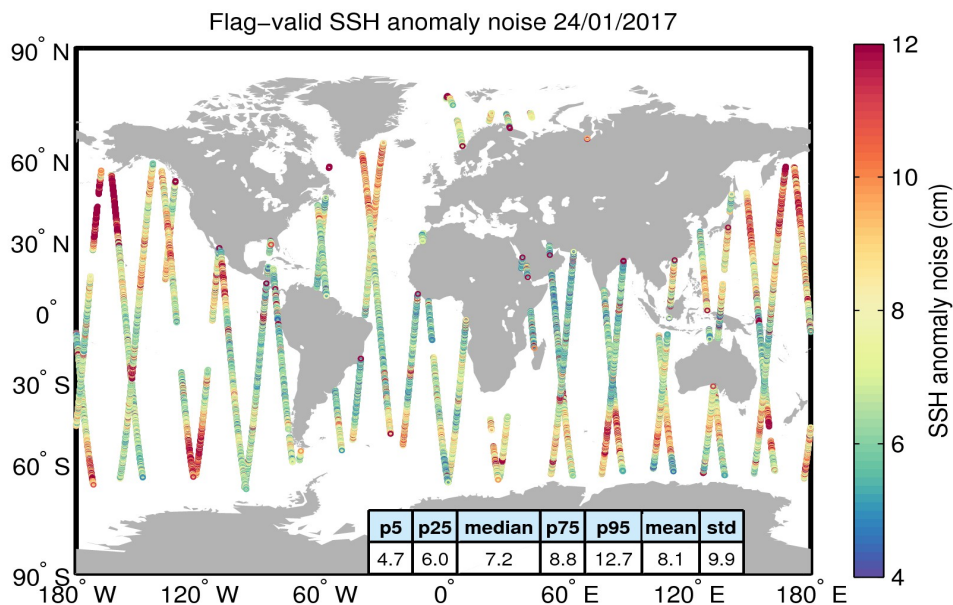 Flag−valid SSH anomaly noise 24/01/2017
90° N
60° N
30° N
0°
30° S
60° S
90° S
180° W
120° W
60° W
0°
60° E
120° E
180° E
p5 p25 median p75 p95 mean std
4.7 6.0 7.2 8.8 12.7 8.1 9.9
12
10
8
6
4
SSH anomaly noise (cm)